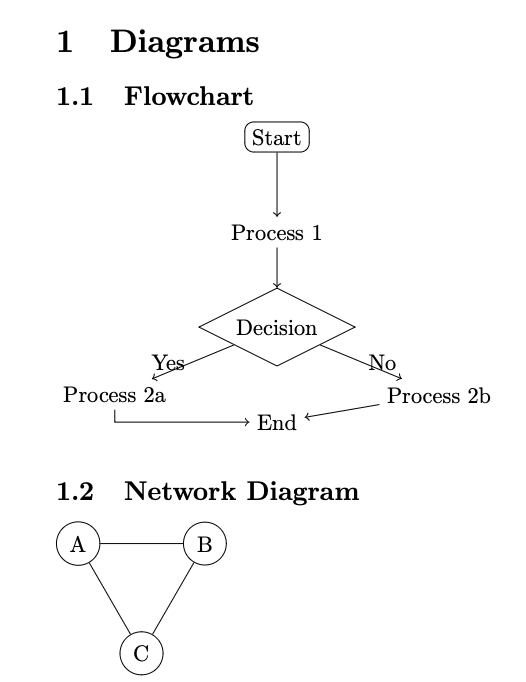 1 Diagrams
1.1 Flowchart
Start
Process 1
Decision
Yes
No
Process 2a
Process 2b
End
1.2 Network Diagram
A
B
C